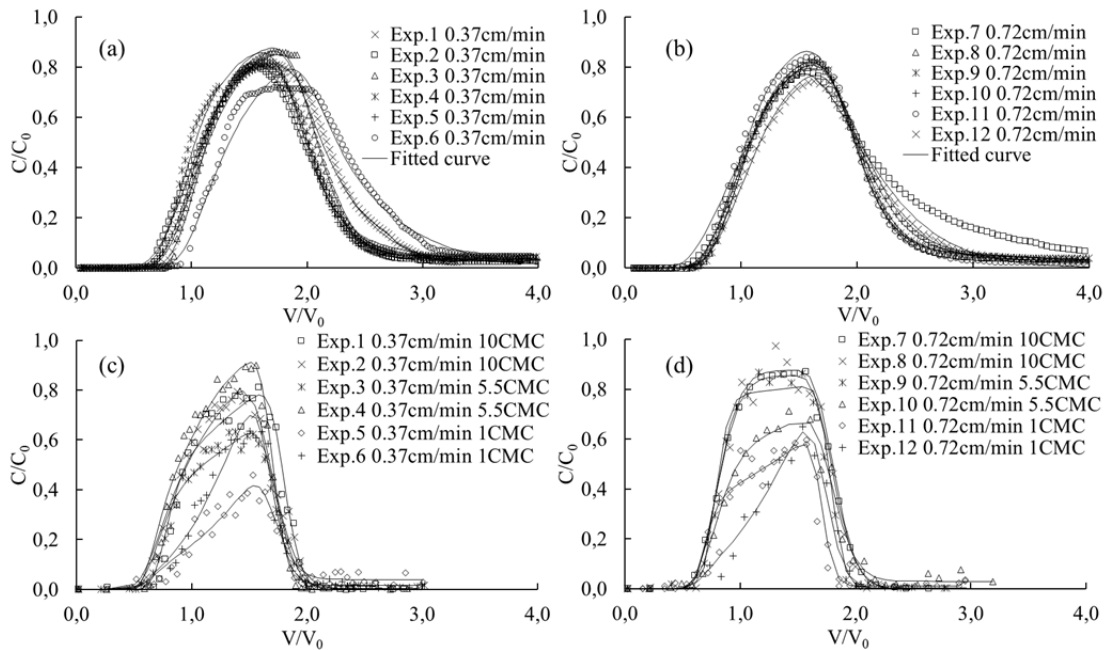 (a)
C/C0
1,0
0,8
0,6
0,4
0,2
0,0
0,0 1,0 2,0 3,0 4,0
V/V0
Exp.1 0.37cm/min
Exp.2 0.37cm/min
Exp.3 0.37cm/min
Exp.4 0.37cm/min
Exp.5 0.37cm/min
Exp.6 0.37cm/min
Fitted curve
(b)
C/C0
1,0
0,8
0,6
0,4
0,2
0,0
0,0 1,0 2,0 3,0 4,0
V/V0
Exp.7 0.72cm/min
Exp.8 0.72cm/min
Exp.9 0.72cm/min
Exp.10 0.72cm/min
Exp.11 0.72cm/min
Exp.12 0.72cm/min
Fitted curve
(c)
C/C0
1,0
0,8
0,6
0,4
0,2
0,0
0,0 1,0 2,0 3,0 4,0
V/V0
Exp.1 0.37cm/min 10CMC
Exp.2 0.37cm/min 10CMC
Exp.3 0.37cm/min 5.5CMC
Exp.4 0.37cm/min 5.5CMC
Exp.5 0.37cm/min 1CMC
Exp.6 0.37cm/min 1CMC
(d)
C/C0
1,0
0,8
0,6
0,4
0,2
0,0
0,0 1,0 2,0 3,0 4,0
V/V0
Exp.7 0.72cm/min 10CMC
Exp.8 0.72cm/min 10CMC
Exp.9 0.72cm/min 5.5CMC
Exp.10 0.72cm/min 5.5CMC
Exp.11 0.72cm/min 1CMC
Exp.12 0.72cm/min 1CMC